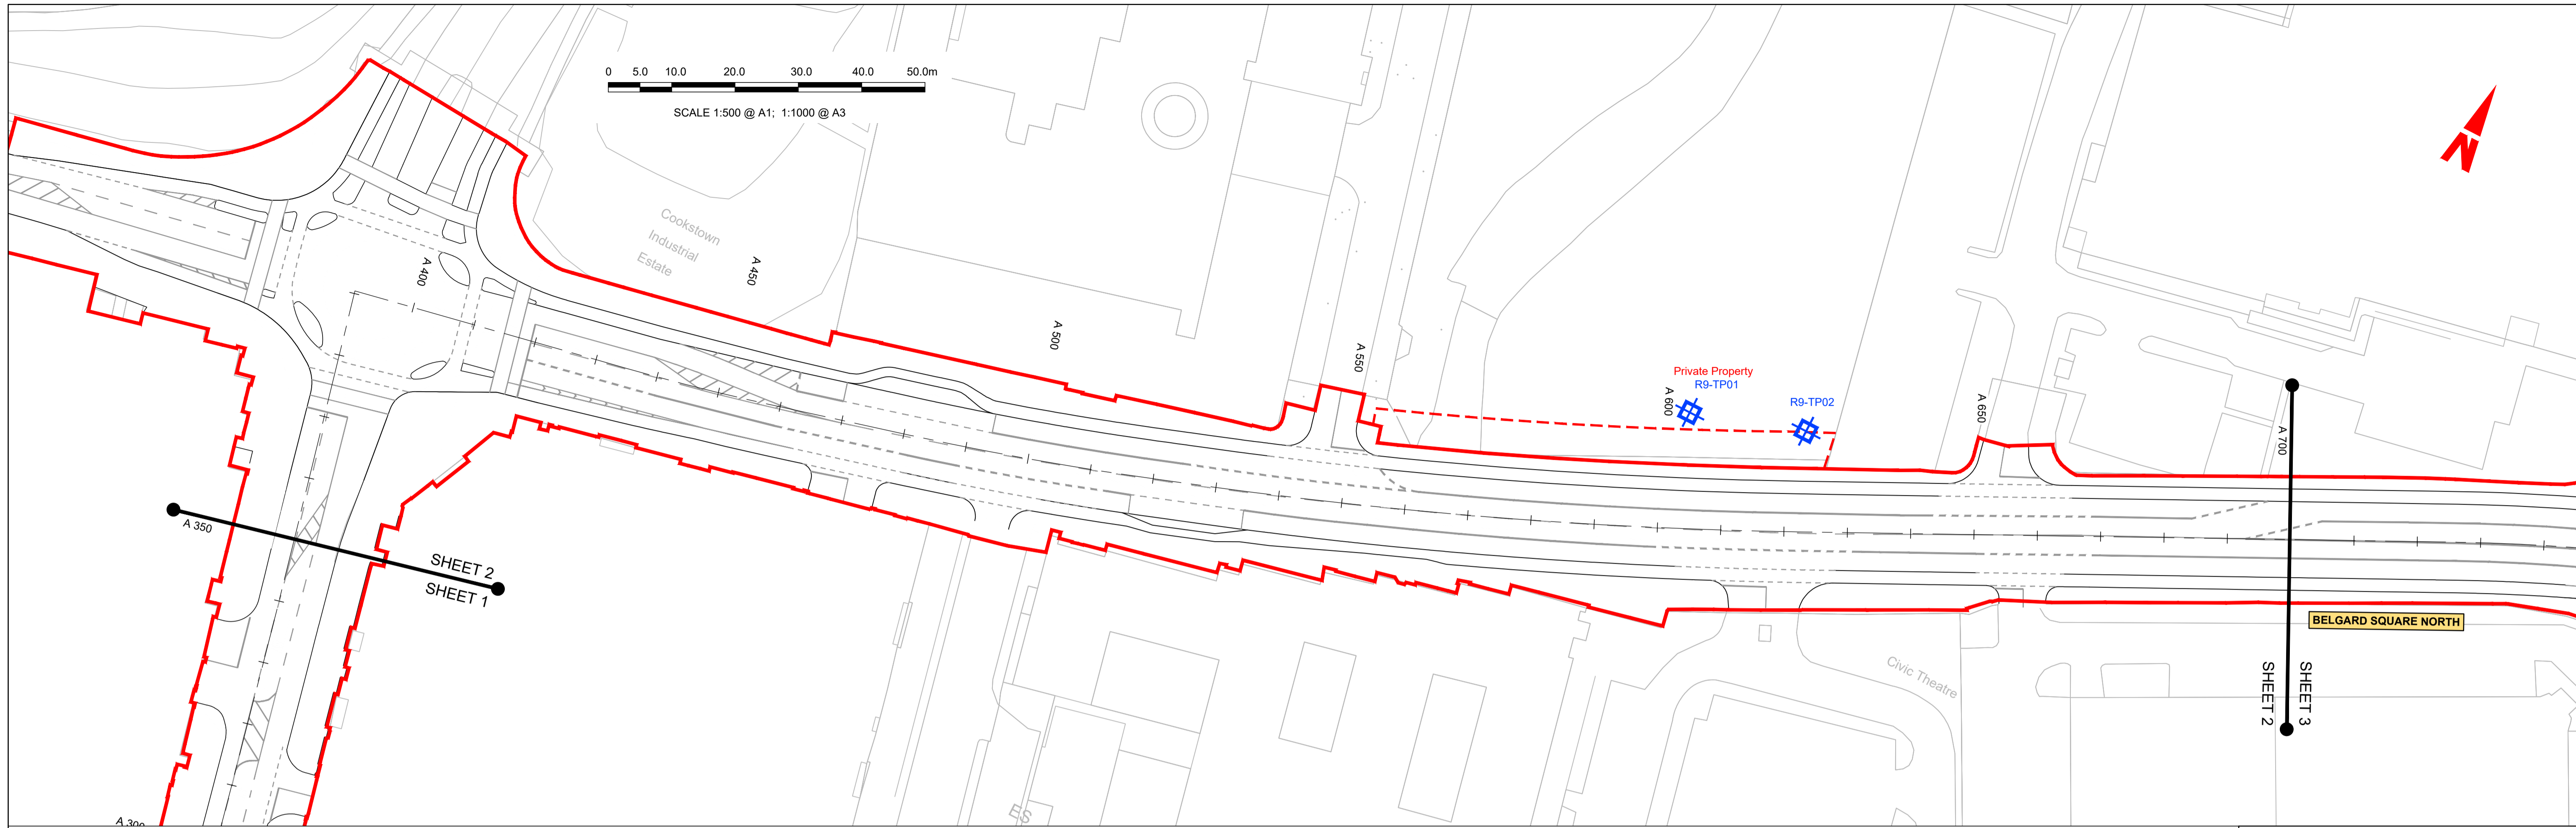 0 5.0 10.0 20.0 30.0 40.0 50.0m
SCALE 1:500 @ A1; 1:1000 @ A3
N
Cookstown
Industrial
Estate
A 400
A 450
A 500
A 550
Private Property
R9-TP01
A 600
R9-TP02
A 650
A 700
A 350
SHEET 2
SHEET 1
BELGARD SQUARE NORTH
Civic Theatre
SHEET 2
SHEET 3
ES
A 300